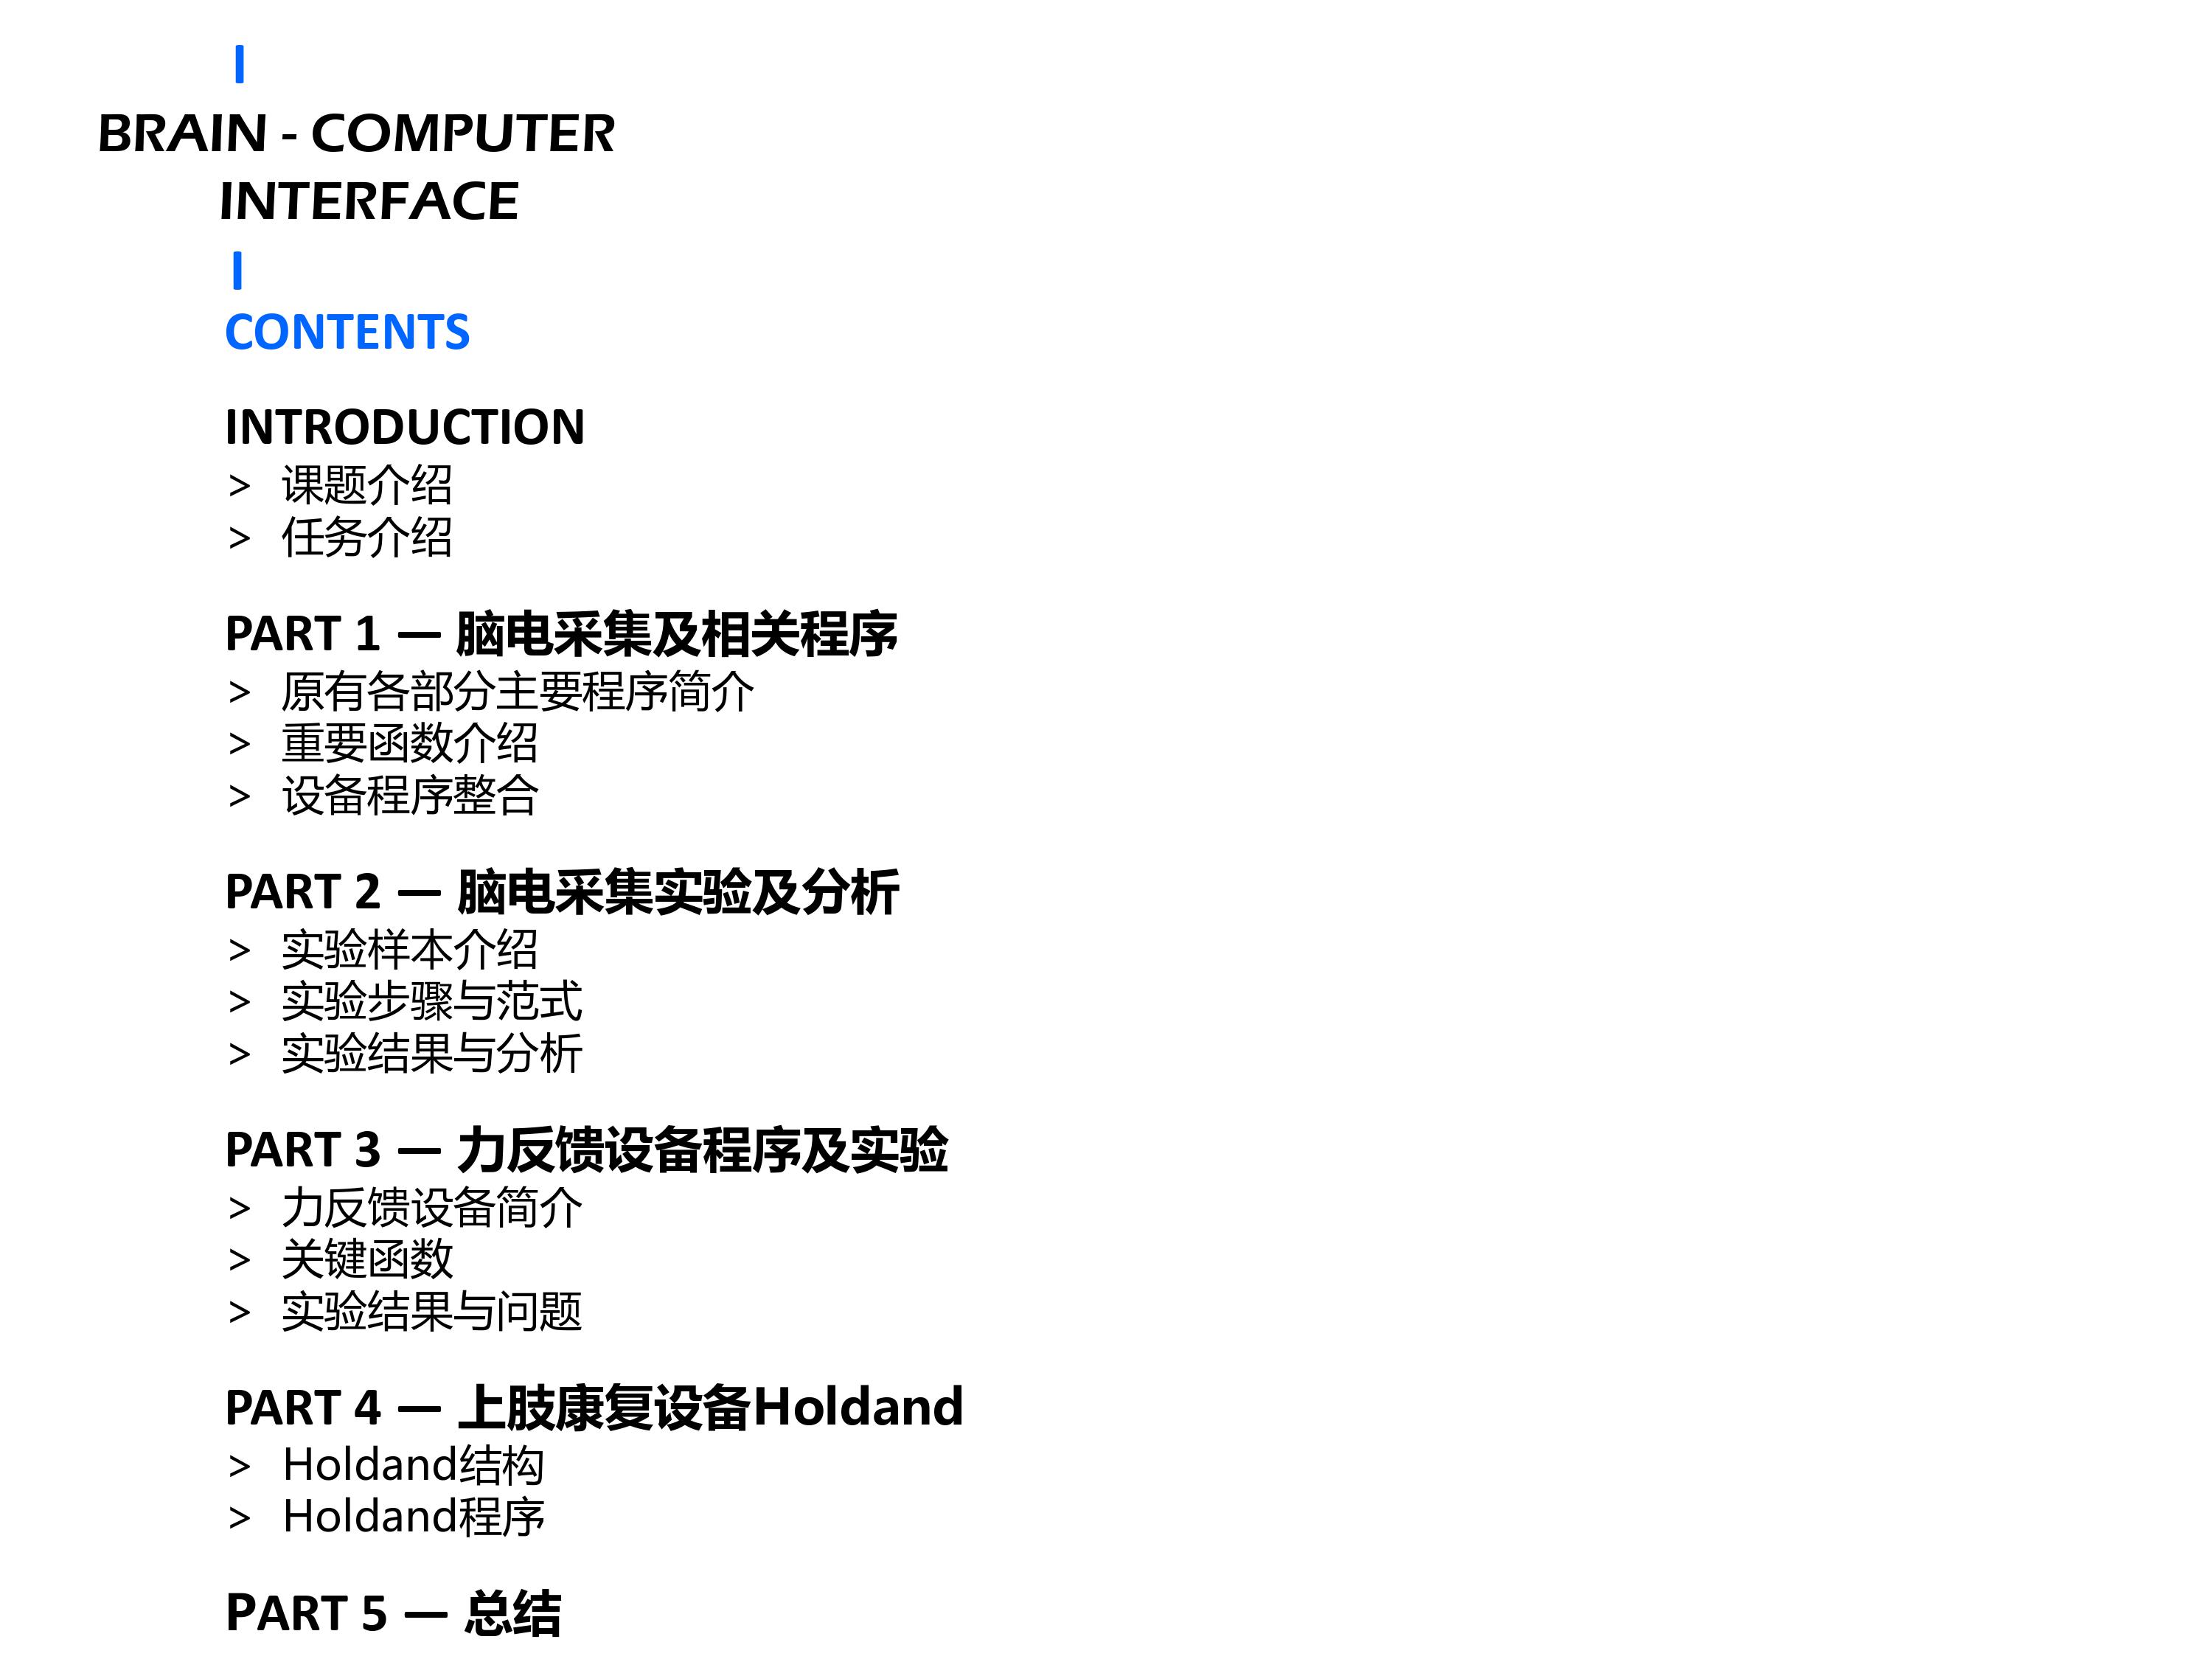 BRAIN - COMPUTER
INTERFACE
CONTENTS
INTRODUCTION
> 课题介绍
> 任务介绍
PART 1 — 脑电采集及相关程序
> 原有各部分主要程序简介
> 重要函数介绍
> 设备程序整合
PART 2 — 脑电采集实验及分析
> 实验样本介绍
> 实验步骤与范式
> 实验结果与分析
PART 3 — 力反馈设备程序及实验
> 力反馈设备简介
> 关键函数
> 实验结果与问题
PART 4 — 上肢康复设备Holdand
> Holdand结构
> Holdand程序
PART 5 — 总结